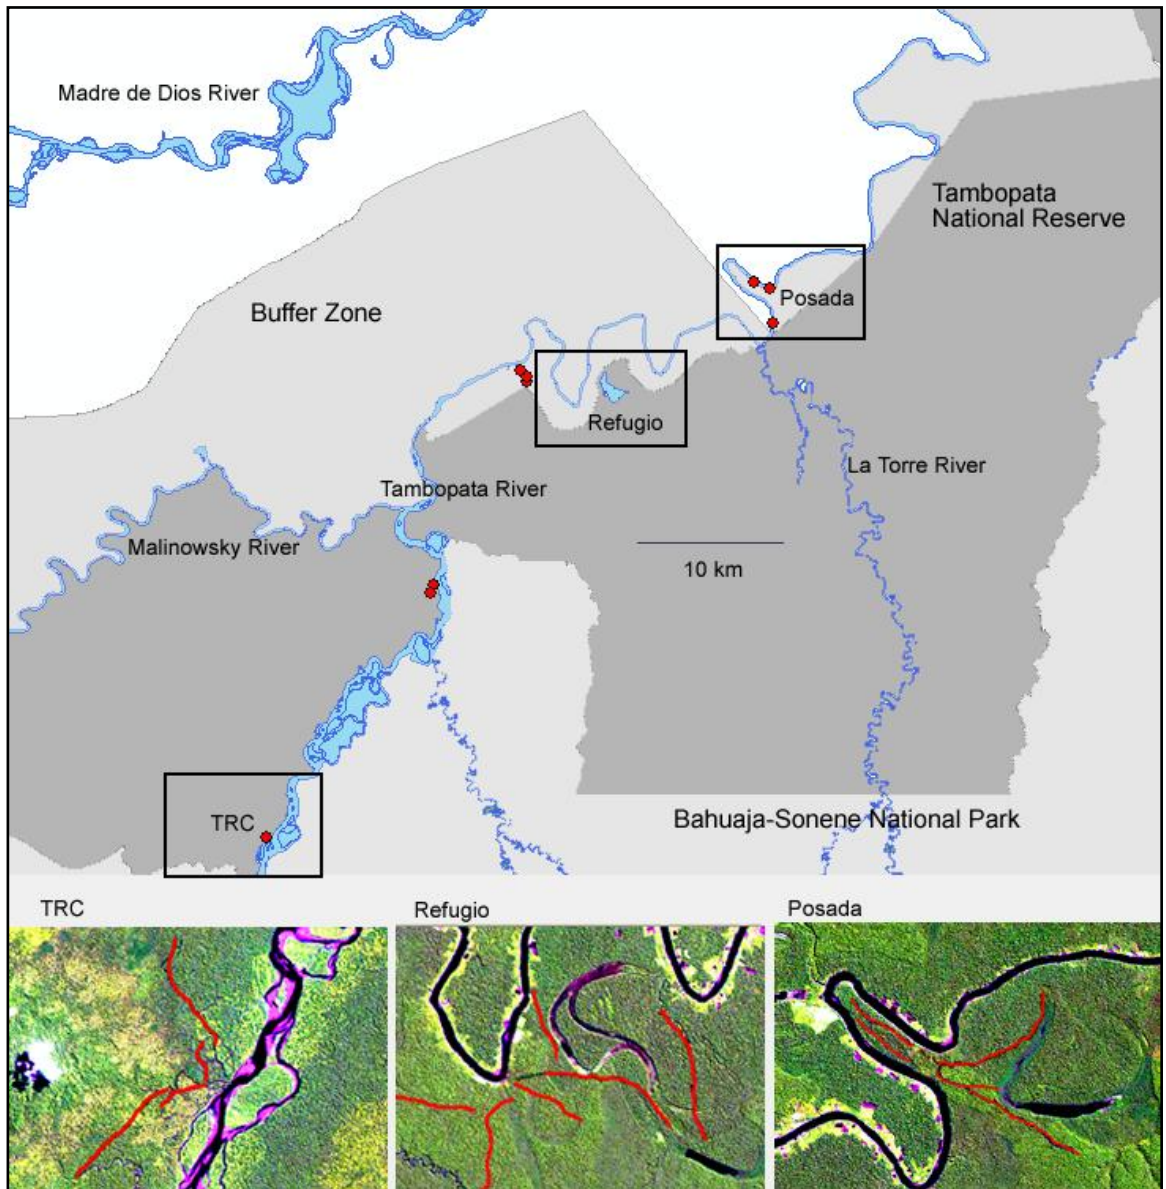 Madre de Dios River
Tambopata
National Reserve
Buffer Zone
Posada
Refugio
La Torre River
Tambopata River
Malinowsky River
10 km
TRC
Bahuaja-Sonene National Park
TRC
Refugio
Posada